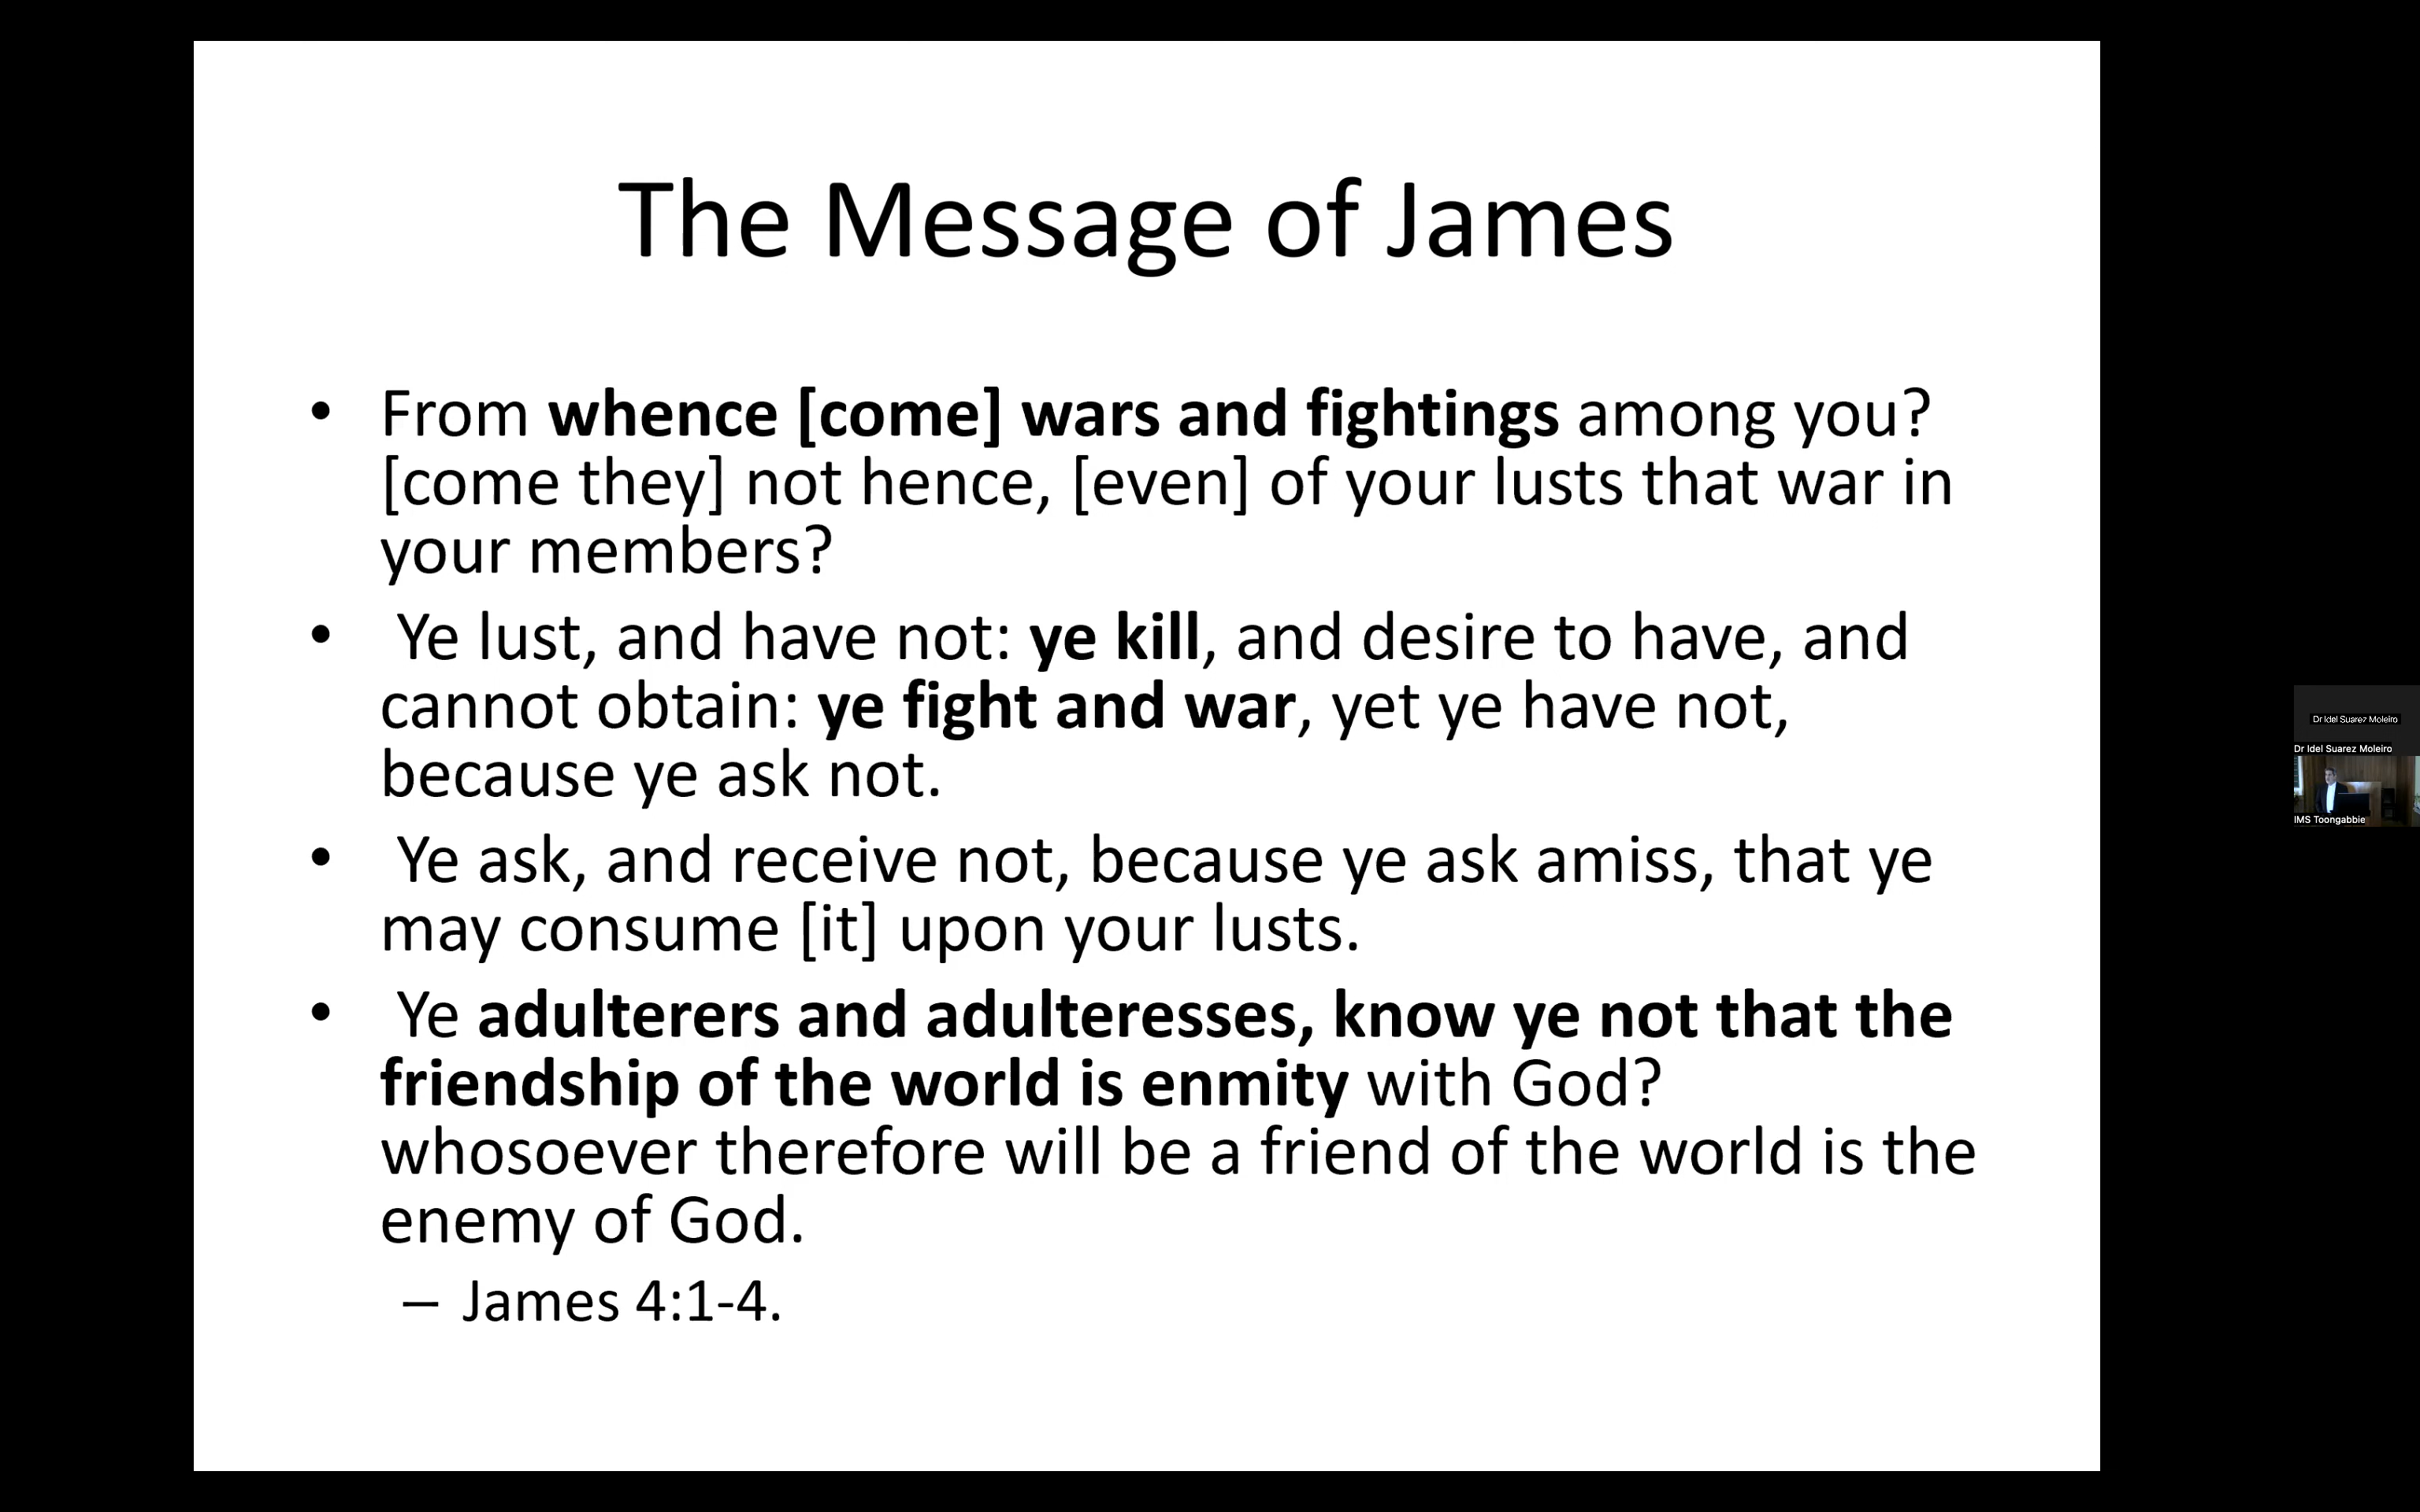 The Message of James
• From whence [come] wars and fightings among you?
[come they] not hence, [even] of your lusts that war in
your members?
• Ye lust, and have not: ye kill, and desire to have, and
cannot obtain: ye fight and war, yet ye have not,
because ye ask not.
• Ye ask, and receive not, because ye ask amiss, that ye
may consume [it] upon your lusts.
• Ye adulterers and adulteresses, know ye not that the
friendship of the world is enmity with God?
whosoever therefore will be a friend of the world is the
enemy of God.
– James 4:1-4.
Dr Idel Suarez Moleiro
Dr Idel Suarez Moleiro
IMS Toongabbie